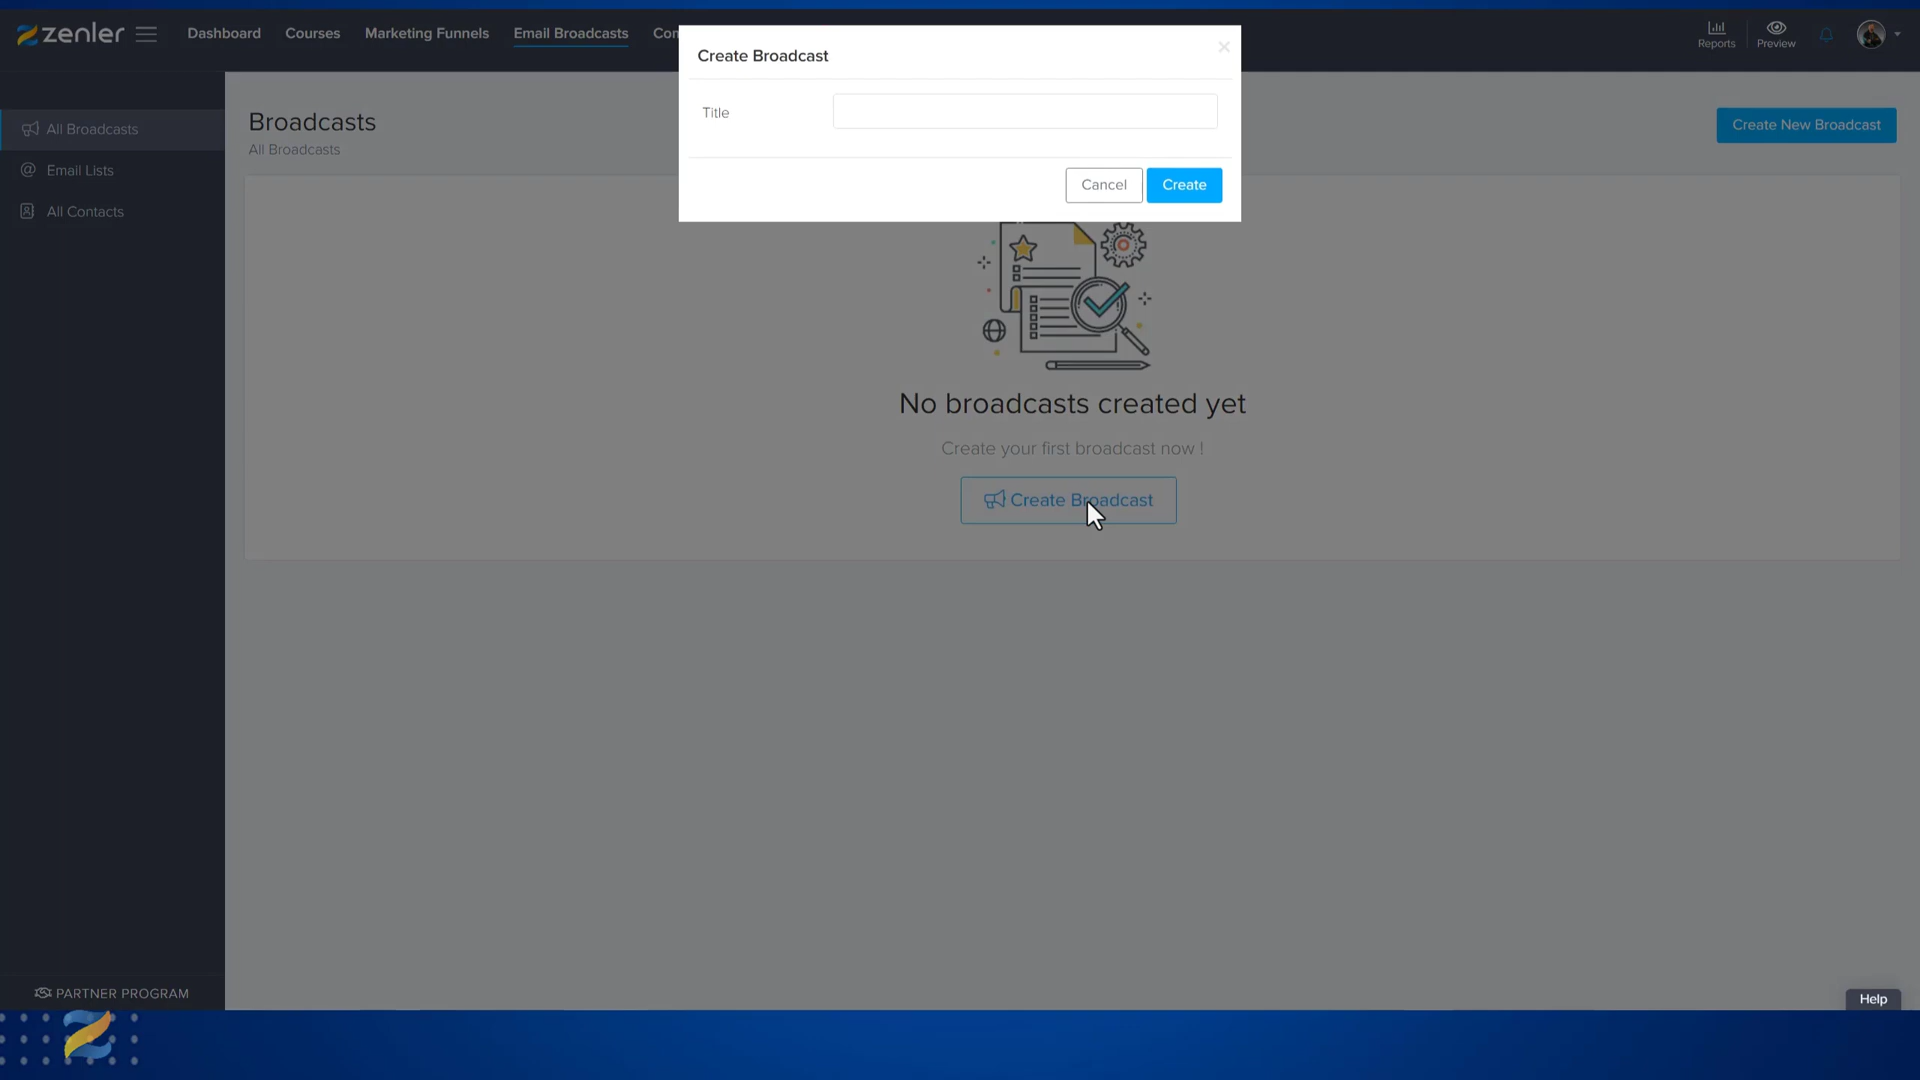 zenler
Dashboard
Courses
Marketing Funnels
Email Broadcasts
Com
Reports
Preview
Create Broadcast
×
Title
Cancel
Create
All Broadcasts
Email Lists
All Contacts
Broadcasts
All Broadcasts
Create New Broadcast
No broadcasts created yet
Create your first broadcast now !
Create Broadcast
PARTNER PROGRAM
Help